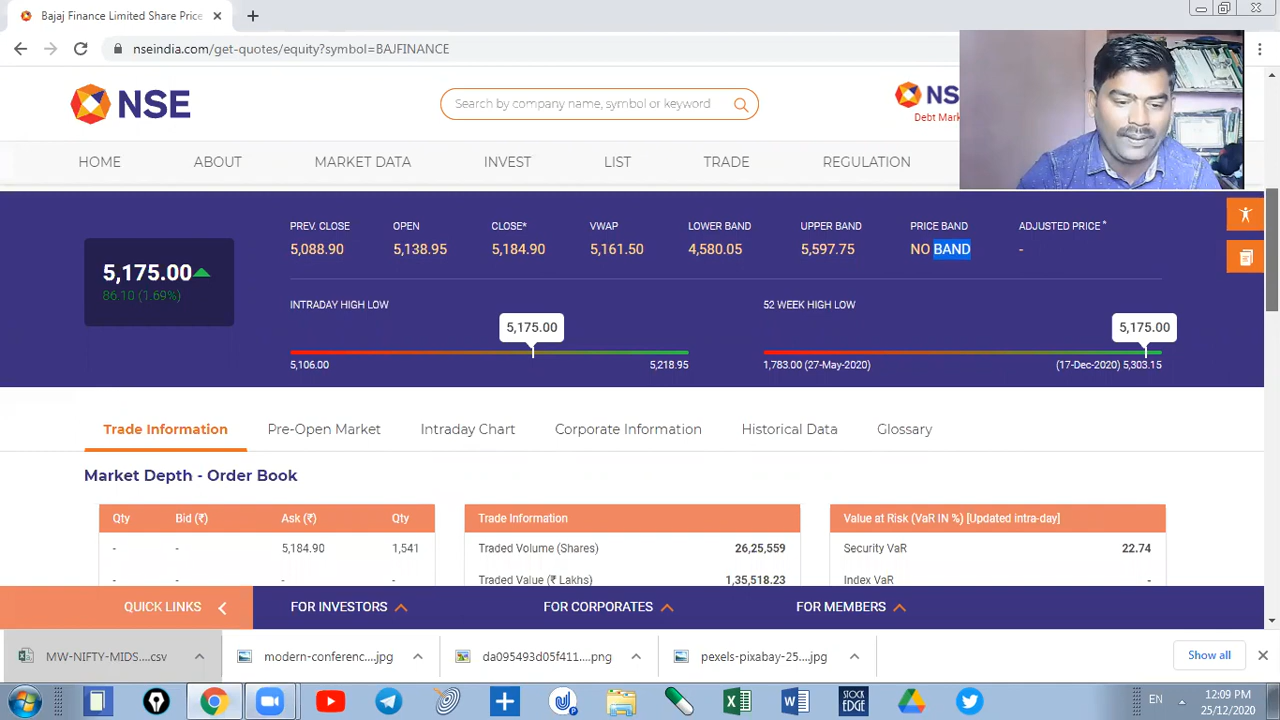 Bajaj Finance Limited Share Price
nseindia.com/get-quotes/equity?symbol=BAJFINANCE
NSE
Search by company name, symbol or keyword
NS
Debt Mark
HOME ABOUT MARKET DATA INVEST LIST TRADE REGULATION
PREV. CLOSE OPEN CLOSE* VWAP LOWER BAND UPPER BAND PRICE BAND ADJUSTED PRICE*
5,088.90 5,138.95 5,184.90 5,161.50 4,580.05 5,597.75 NO BAND -
5,175.00
86.10 (1.69%)
INTRADAY HIGH LOW 52 WEEK HIGH LOW
5,175.00 5,175.00
5,106.00 5,218.95 1,783.00 (27-May-2020) (17-Dec-2020) 5,303.15
Trade Information Pre-Open Market Intraday Chart Corporate Information Historical Data Glossary
Market Depth - Order Book
Qty Bid (₹) Ask (₹) Qty Trade Information Value at Risk (VaR IN %) [Updated intra-day]
- - 5,184.90 1,541 Traded Volume (Shares) 26,25,559 Security VaR 22.74
- - - - Traded Value (₹ Lakhs) 1,35,518.23 Index VaR -
QUICK LINKS FOR INVESTORS FOR CORPORATES FOR MEMBERS
MW-NIFTY-MIDS....csv modern-conferenc....jpg da095493d05f411....png pexels-pixabay-25....jpg Show all
STOCK EDGE
EN 12:09 PM
25/12/2020